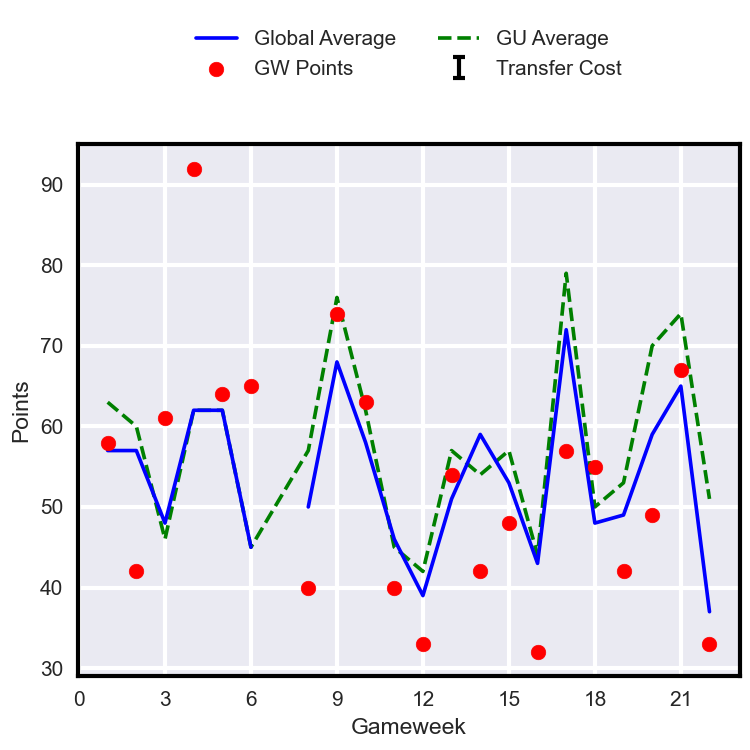 Global Average
GU Average
GW Points
Transfer Cost
90
80
70
60
50
40
30
Points
0 3 6 9 12 15 18 21
Gameweek